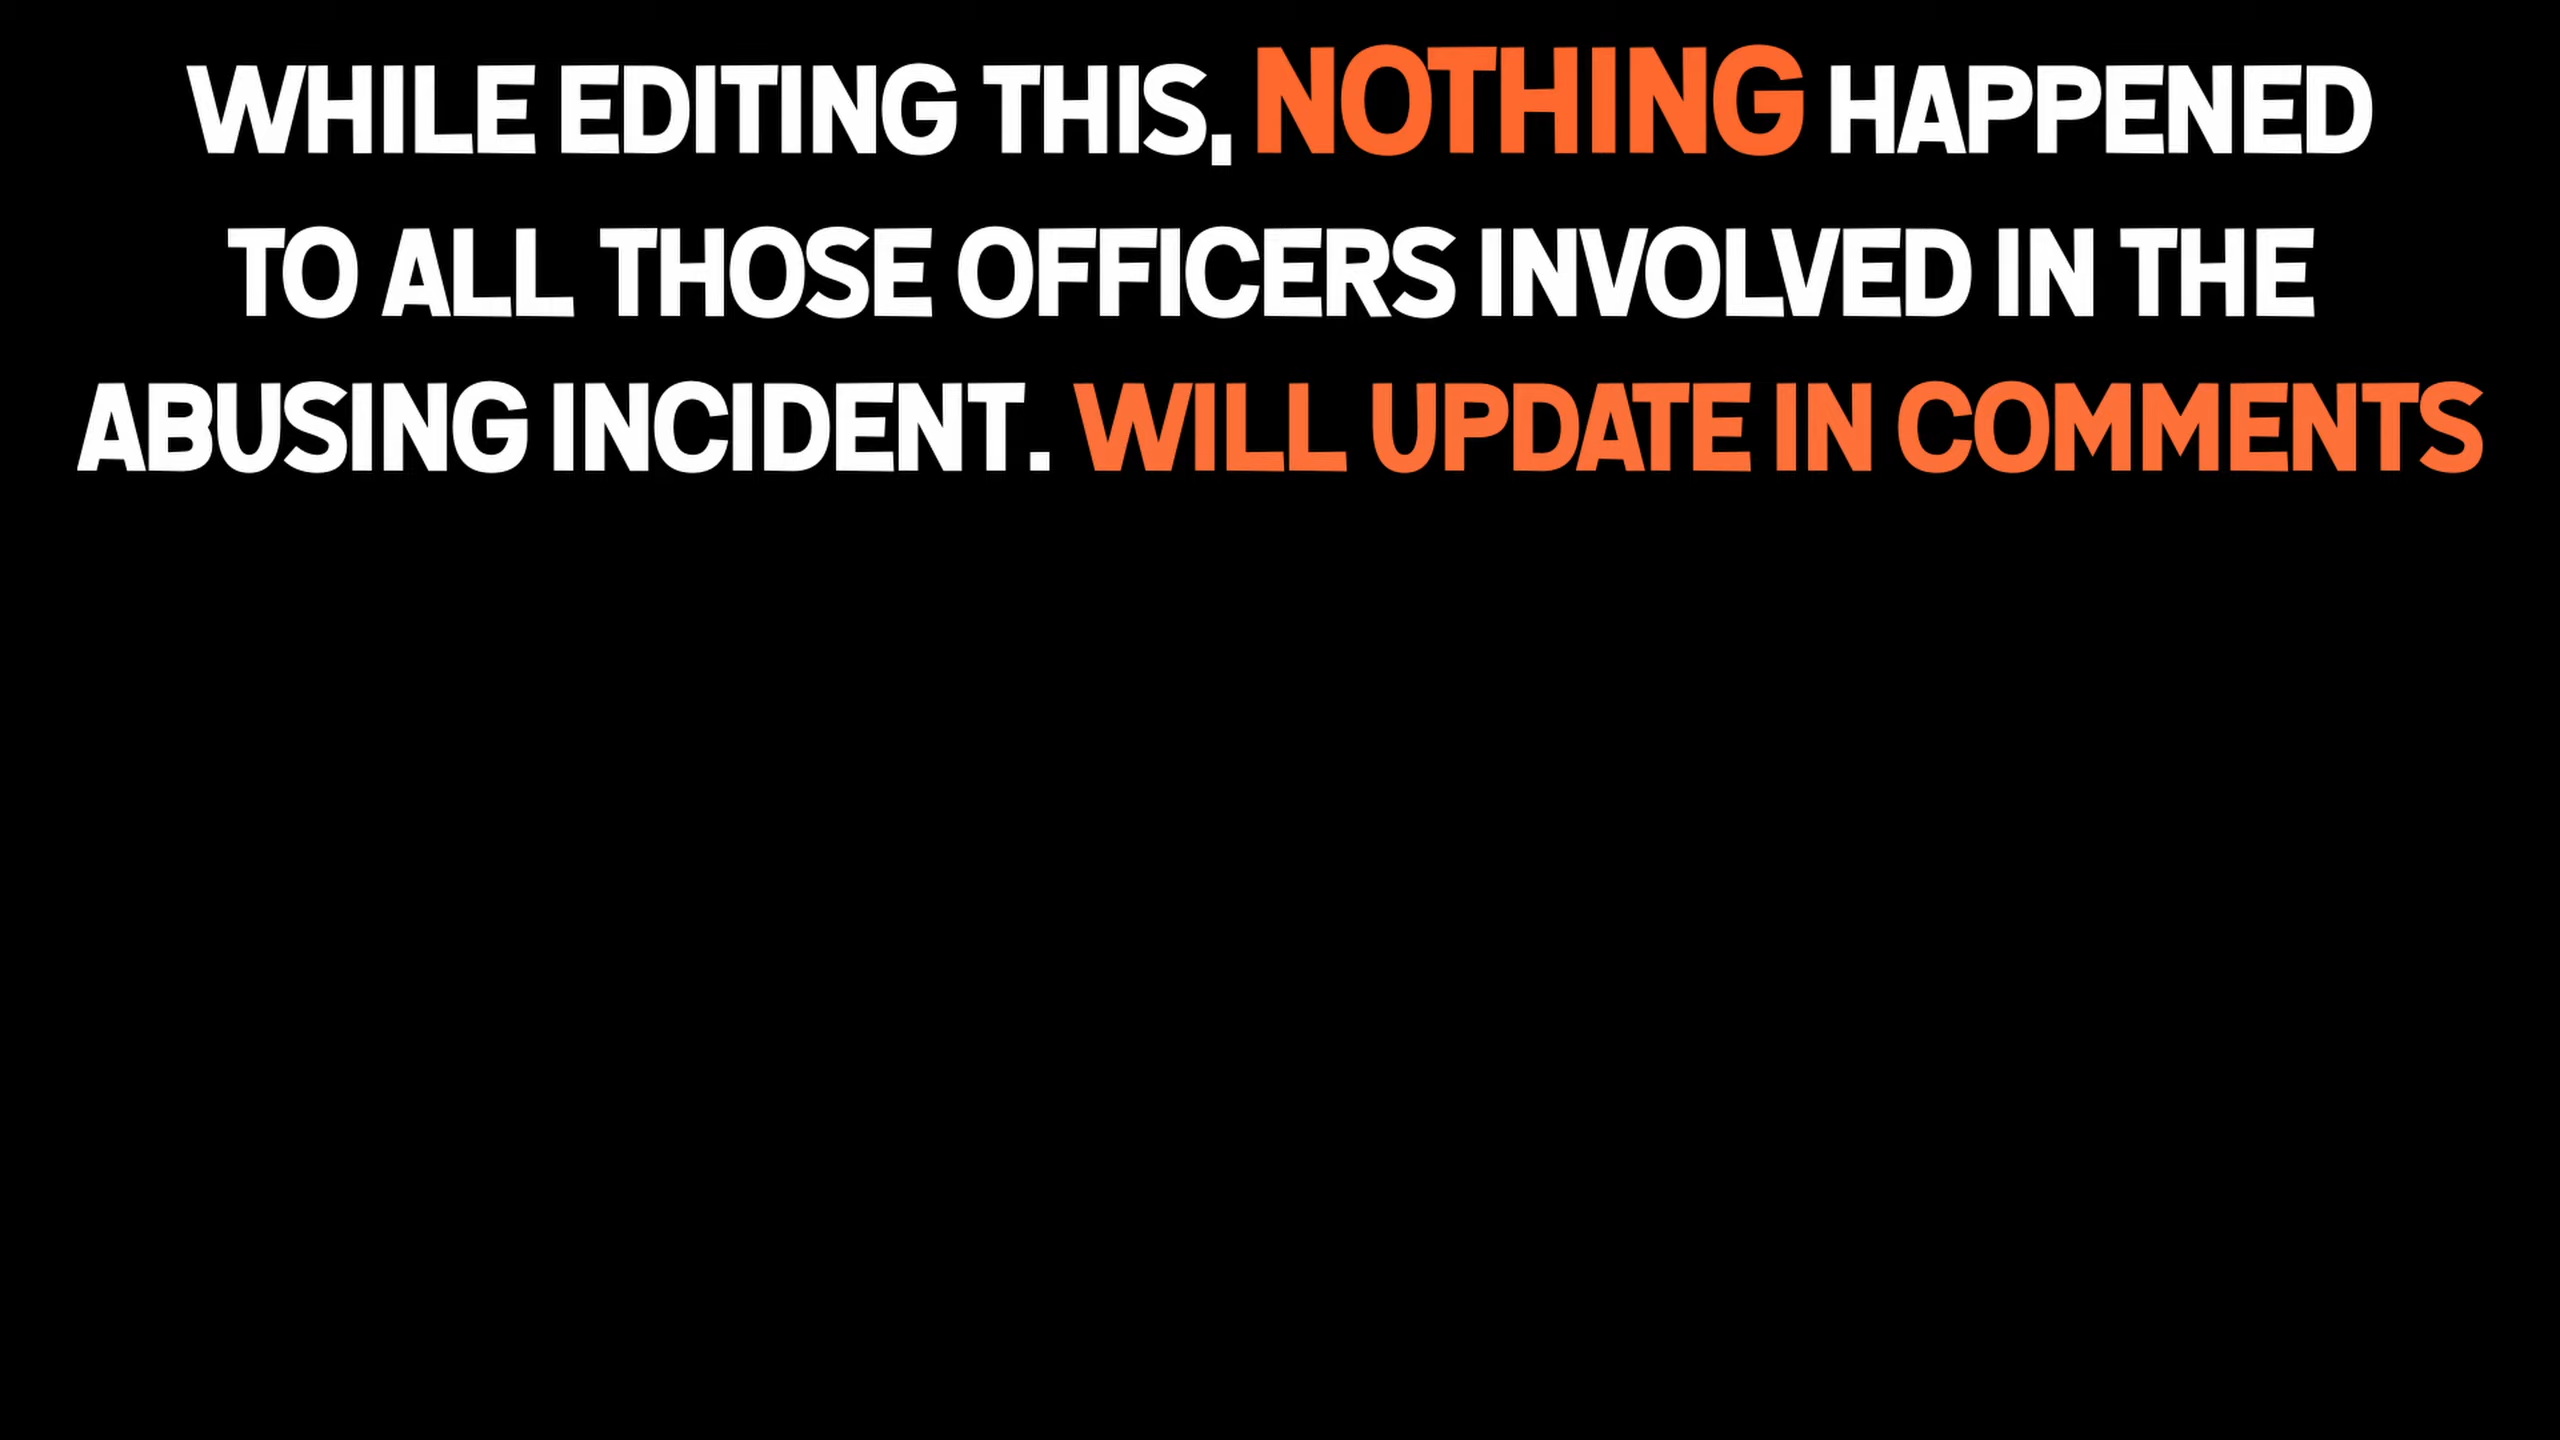 WHILE EDITING THIS, NOTHING HAPPENED
TO ALL THOSE OFFICERS INVOLVED IN THE
ABUSING INCIDENT. WILL UPDATE IN COMMENTS